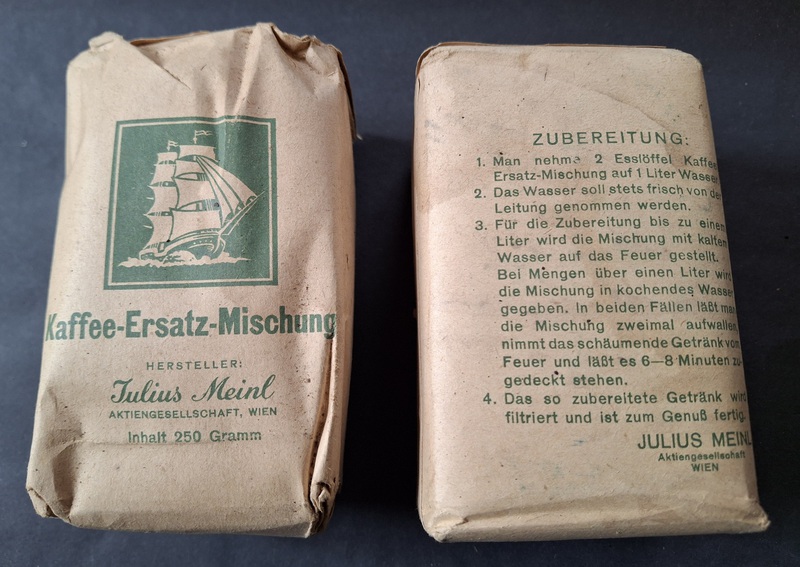 Kaffee-Ersatz-Mischung
HERSTELLER:
Julius Meinl
AKTIENGESELLSCHAFT, WIEN
Inhalt 250 Gramm
ZUBEREITUNG:
1. Man nehme 2 Esslöffel Kaffee
Ersatz-Mischung auf 1 Liter Wasser
2. Das Wasser soll stets frisch von der
Leitung genommen werden.
3. Für die Zubereitung bis zu einem
Liter wird die Mischung mit kaltem
Wasser auf das Feuer gestellt.
Bei Mengen über einen Liter wird
die Mischung in kochendes Wasser
gegeben. In beiden Fällen läßt man
die Mischung zweimal aufwallen,
nimmt das schäumende Getränk vom
Feuer und läßt es 6—8 Minuten zu-
gedeckt stehen.
4. Das so zubereitete Getränk wird
filtriert und ist zum Genuß fertig.
JULIUS MEINL
Aktiengesellschaft
WIEN